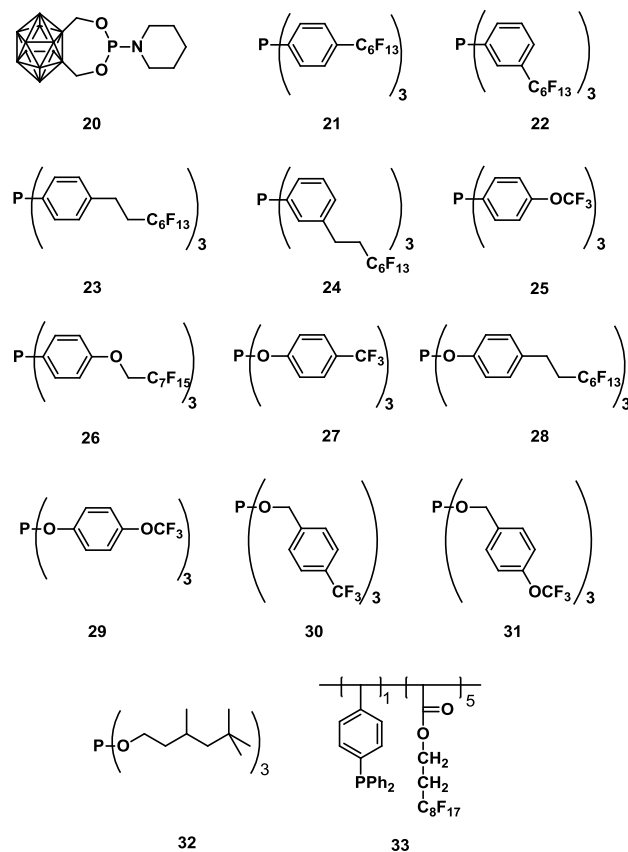 O
P
N
O
20
P
C₆F₁₃
3
21
P
C₆F₁₃
3
22
P
C₆F₁₃
3
23
P
C₆F₁₃
3
24
P
OCF₃
3
25
P
O
C₇F₁₅
3
26
P
O
CF₃
3
27
P
O
C₆F₁₃
3
28
P
O
OCF₃
3
29
P
O
CF₃
3
30
P
O
OCF₃
3
31
P
O
3
32
1
5
O
O
CH₂
CH₂
C₈F₁₇
PPh₂
33